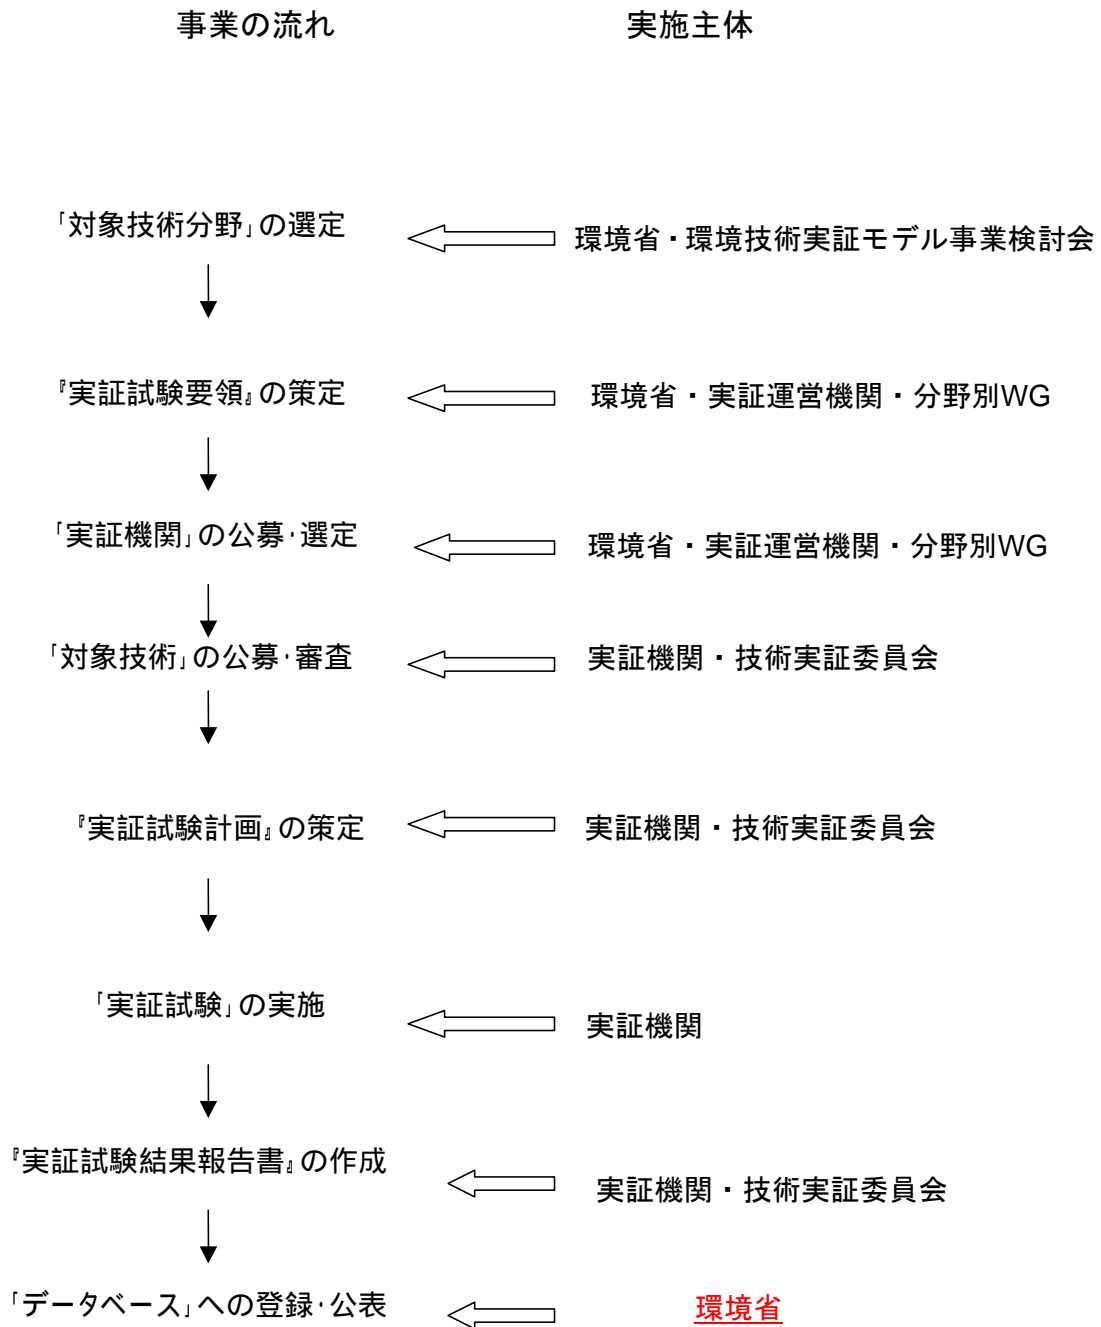 事業の流れ
実施主体
「対象技術分野」の選定
環境省・環境技術実証モデル事業検討会
『実証試験要領』の策定
環境省・実証運営機関・分野別WG
「実証機関」の公募・選定
環境省・実証運営機関・分野別WG
「対象技術」の公募・審査
実証機関・技術実証委員会
『実証試験計画』の策定
実証機関・技術実証委員会
「実証試験」の実施
実証機関
『実証試験結果報告書』の作成
実証機関・技術実証委員会
「データベース」への登録・公表
環境省